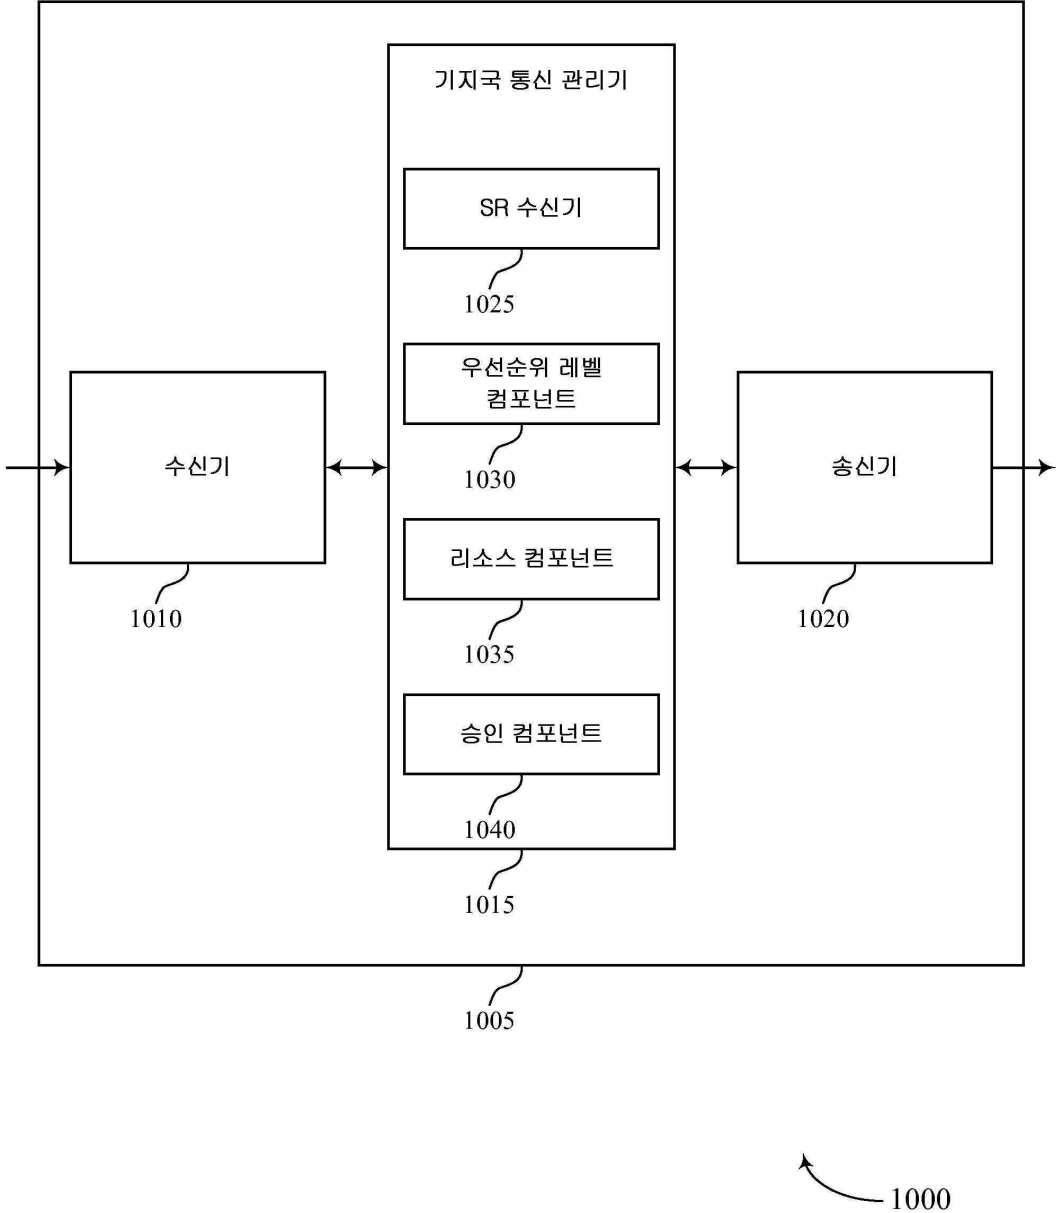 기지국 통신 관리기
SR 수신기
1025
우선순위 레벨
컴포넌트
1030
수신기
1010
송신기
1020
리소스 컴포넌트
1035
승인 컴포넌트
1040
1015
1005
1000